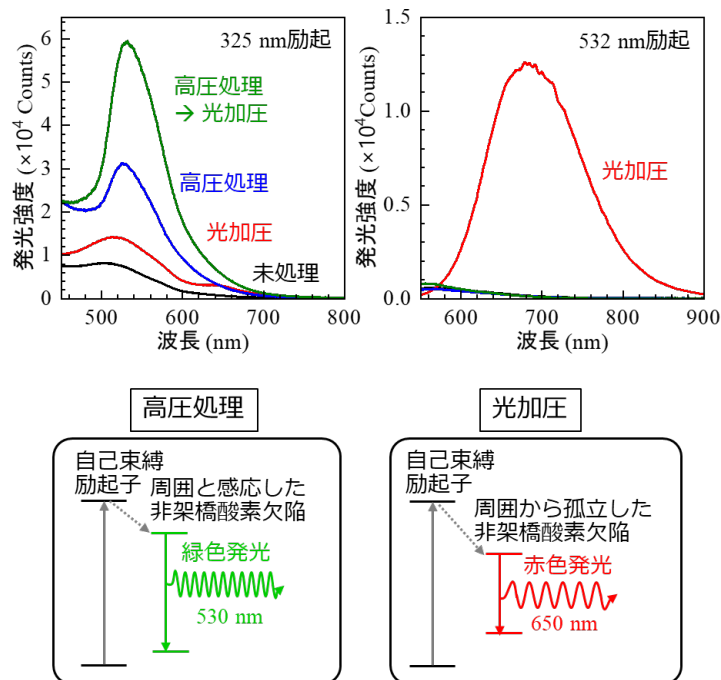 325 nm励起
高圧処理
→ 光加圧
高圧処理
光加圧
未処理
発光強度 (×10⁴ Counts)
6
5
4
3
2
1
0
500 600 700 800
波長 (nm)
532 nm励起
光加圧
発光強度 (×10⁴Counts)
1.5
1.0
0.5
0.0
600 700 800 900
波長 (nm)
高圧処理
自己束縛
励起子
周囲と感応した
非架橋酸素欠陥
緑色発光
530 nm
光加圧
自己束縛
励起子
周囲から孤立した
非架橋酸素欠陥
赤色発光
650 nm